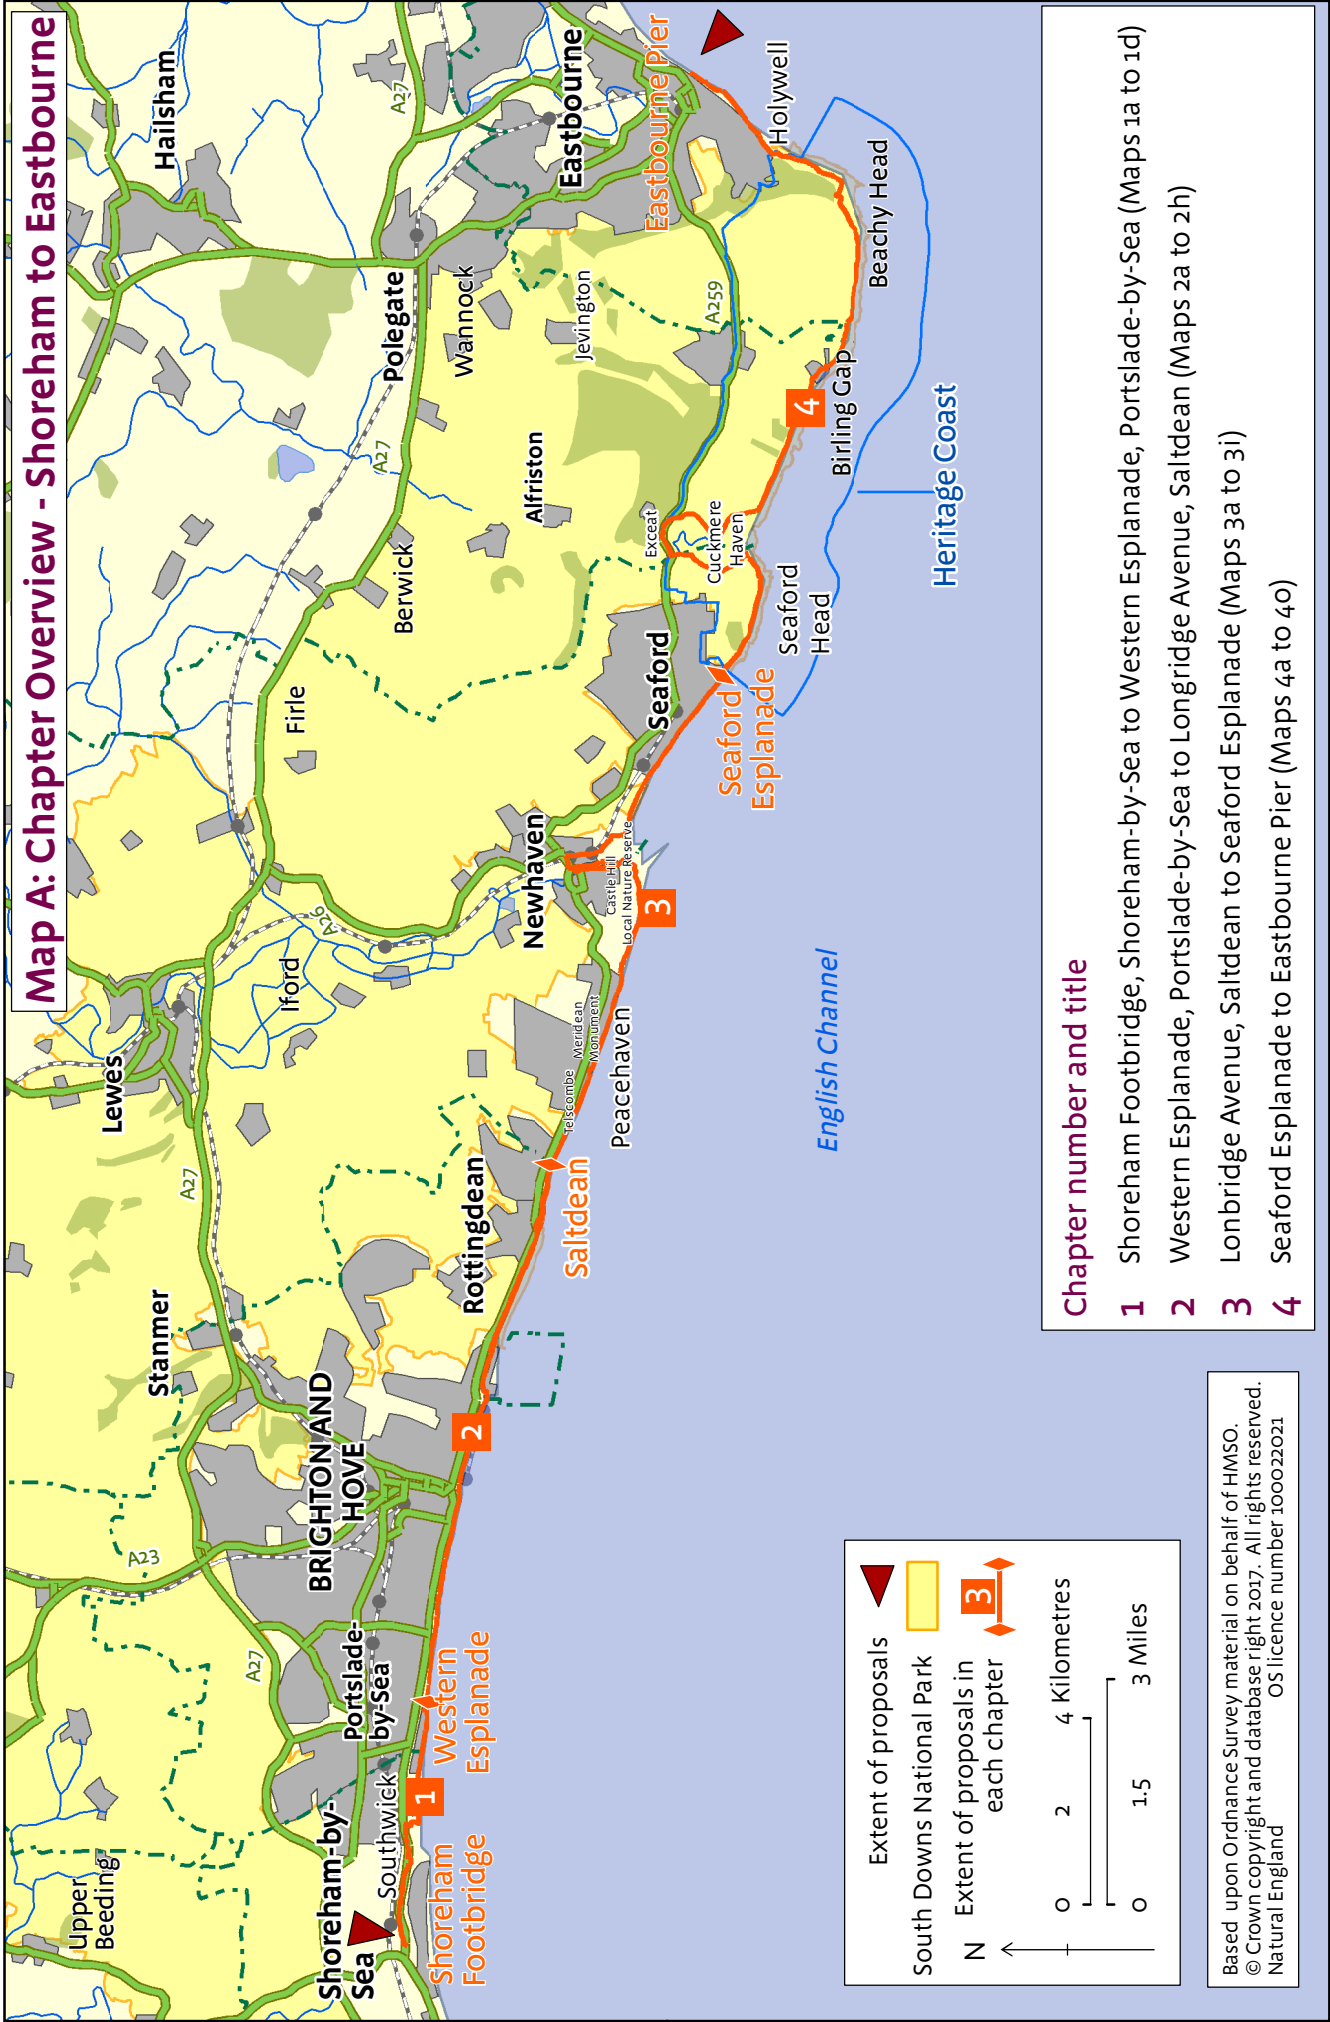 Map A: Chapter Overview - Shoreham to Eastbourne
Upper
Beeding
Shoreham-by-
Sea
Southwick
Shoreham
Footbridge
1
A27
Portslade-
by-Sea
Western
Esplanade
A23
BRIGHTON AND
HOVE
2
Stanmer
A27
Rottingdean
Saltdean
Lewes
Telscombe
Meridean
Monument
Peacehaven
Iford
A26
Newhaven
Castle Hill
Local Nature Reserve
3
Firle
Seaford
Seaford
Esplanade
Seaford
Head
Berwick
Alfriston
Exceat
Cuckmere
Haven
A27
Polegate
Wannock
Jevington
A259
4
Birling Gap
Beachy Head
Heritage Coast
English Channel
Hailsham
A27
Eastbourne
Eastbourne Pier
Holywell
Extent of proposals
South Downs National Park
Extent of proposals in
each chapter
3
N
0 2 4 Kilometres
0 1.5 3 Miles
Based upon Ordnance Survey material on behalf of HMSO.
© Crown copyright and database right 2017. All rights reserved.
Natural England OS licence number 100022021
Chapter number and title
1 Shoreham Footbridge, Shoreham-by-Sea to Western Esplanade, Portslade-by-Sea (Maps 1a to 1d)
2 Western Esplanade, Portslade-by-Sea to Longridge Avenue, Saltdean (Maps 2a to 2h)
3 Lonbridge Avenue, Saltdean to Seaford Esplanade (Maps 3a to 3i)
4 Seaford Esplanade to Eastbourne Pier (Maps 4a to 4o)